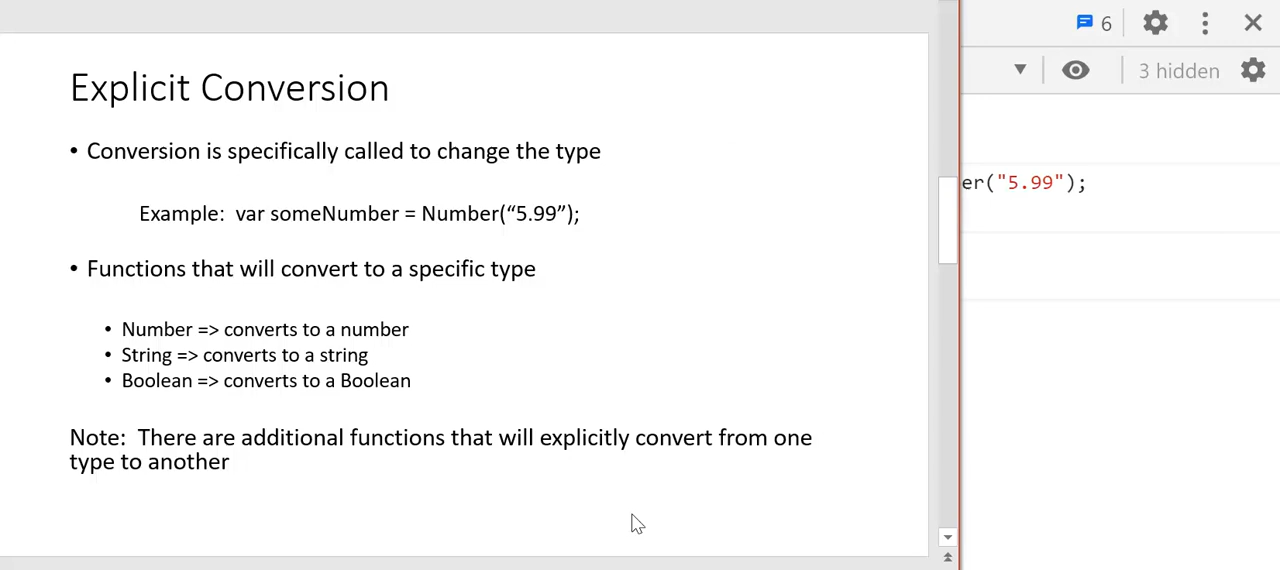 Explicit Conversion
• Conversion is specifically called to change the type
Example: var someNumber = Number(“5.99”);
• Functions that will convert to a specific type
• Number => converts to a number
• String => converts to a string
• Boolean => converts to a Boolean
Note: There are additional functions that will explicitly convert from one
type to another
6
3 hidden
er("5.99");